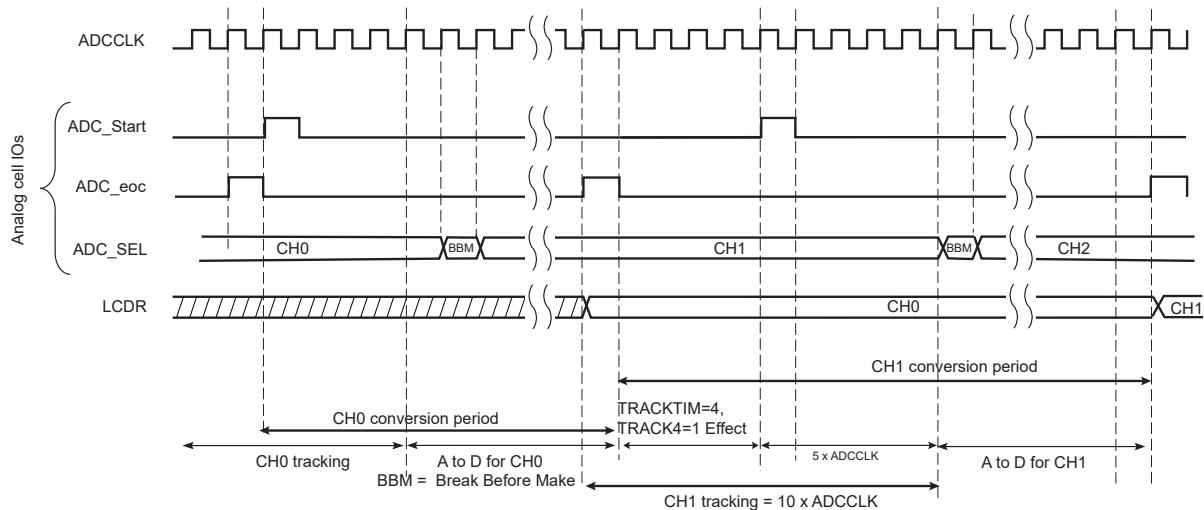 ADCCLK
Analog cell IOs
ADC_Start
ADC_eoc
ADC_SEL
CH0
BBM
CH1
BBM
CH2
LCDR
CH0
CH1
CH1 conversion period
CH0 conversion period
TRACKTIM=4,
TRACK4=1 Effect
CH0 tracking
A to D for CH0
5 x ADCCLK
A to D for CH1
BBM = Break Before Make
CH1 tracking = 10 x ADCCLK